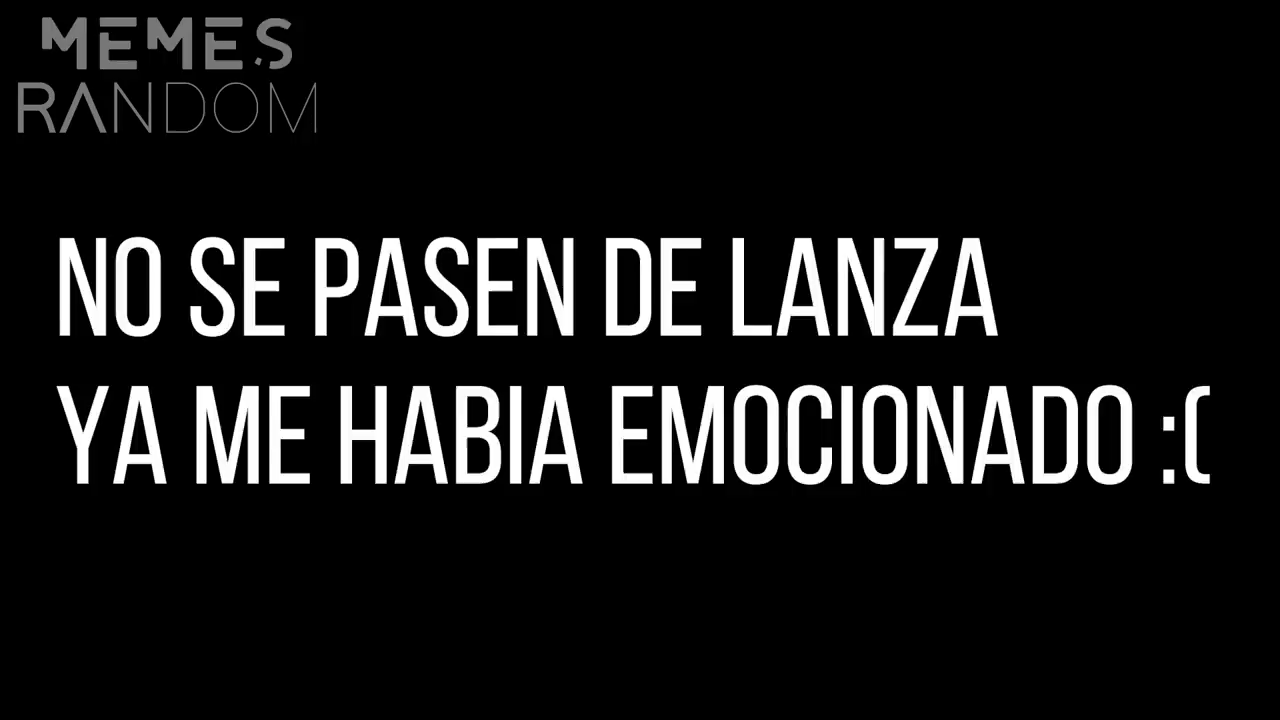 MEMES
RANDOM
NO SE PASEN DE LANZA
YA ME HABIA EMOCIONADO :(